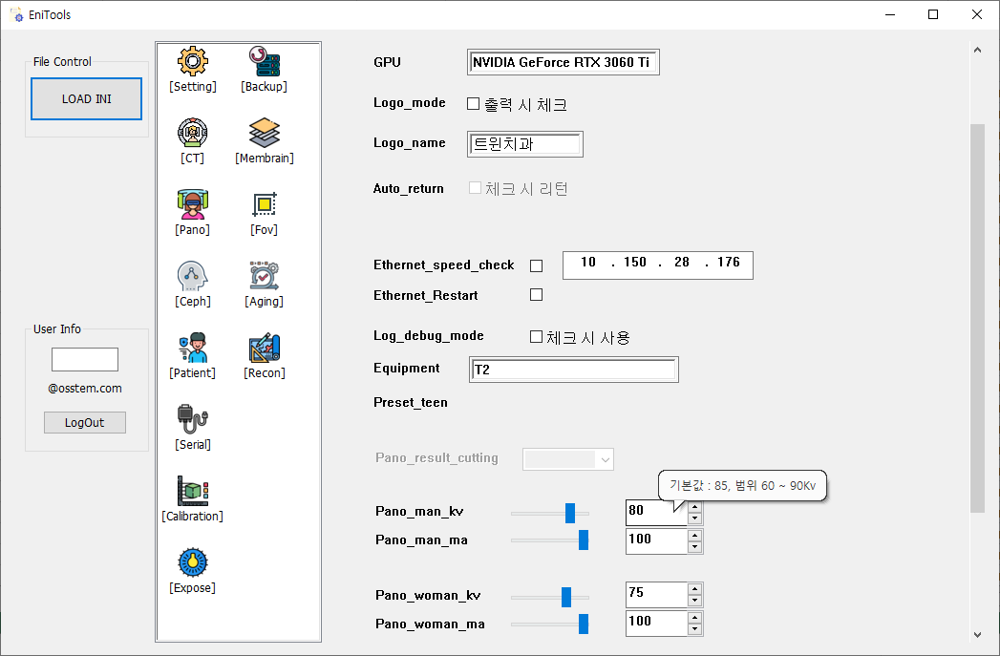 EniTools
File Control
LOAD INI
[Setting]
[Backup]
[CT]
[Membrain]
[Pano]
[Fov]
[Ceph]
[Aging]
[Patient]
[Recon]
[Serial]
[Calibration]
[Expose]
User Info
@osstem.com
LogOut
GPU NVIDIA GeForce RTX 3060 Ti
Logo_mode 출력 시 체크
Logo_name 트윈치과
Auto_return 체크 시 리턴
Ethernet_speed_check 10 . 150 . 28 . 176
Ethernet_Restart
Log_debug_mode 체크 시 사용
Equipment T2
Preset_teen
Pano_result_cutting
기본값 : 85, 범위 60 ~ 90Kv
Pano_man_kv 80
Pano_man_ma 100
Pano_woman_kv 75
Pano_woman_ma 100